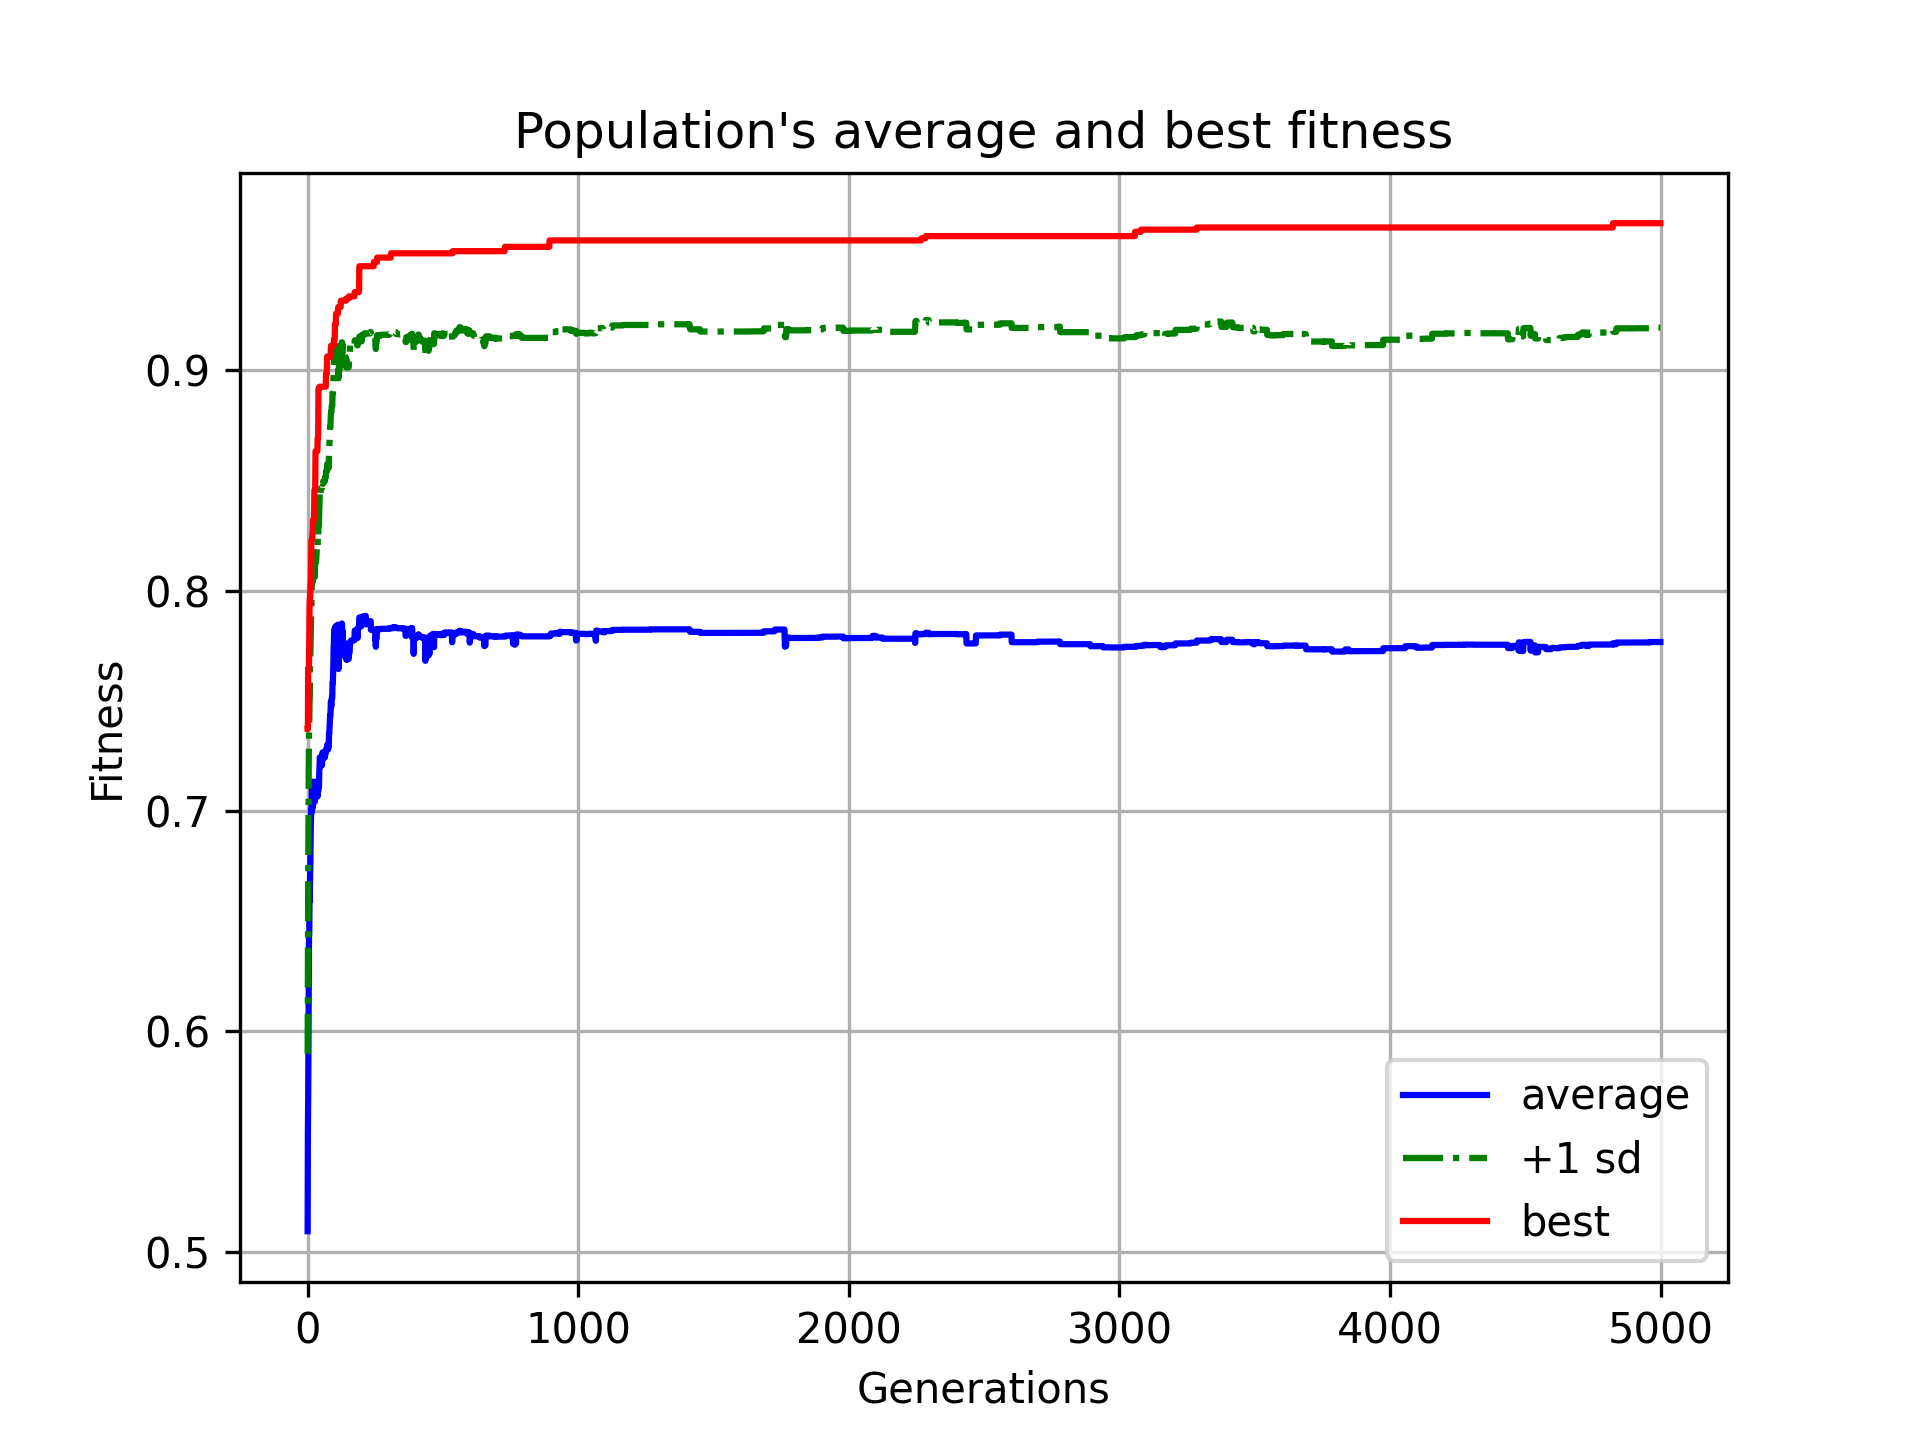 Population's average and best fitness
Fitness
0.9
0.8
0.7
0.6
0.5
0 1000 2000 3000 4000 5000
Generations
average
+1 sd
best